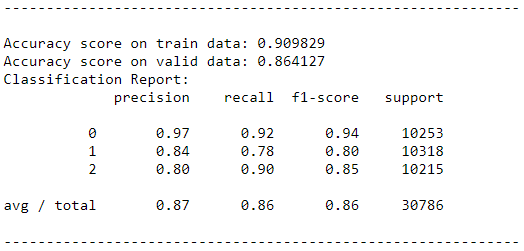 -----------------------------------------------------------------
Accuracy score on train data: 0.909829
Accuracy score on valid data: 0.864127
Classification Report:
             precision    recall  f1-score   support

          0       0.97      0.92      0.94     10253
          1       0.84      0.78      0.80     10318
          2       0.80      0.90      0.85     10215

avg / total       0.87      0.86      0.86     30786

-----------------------------------------------------------------